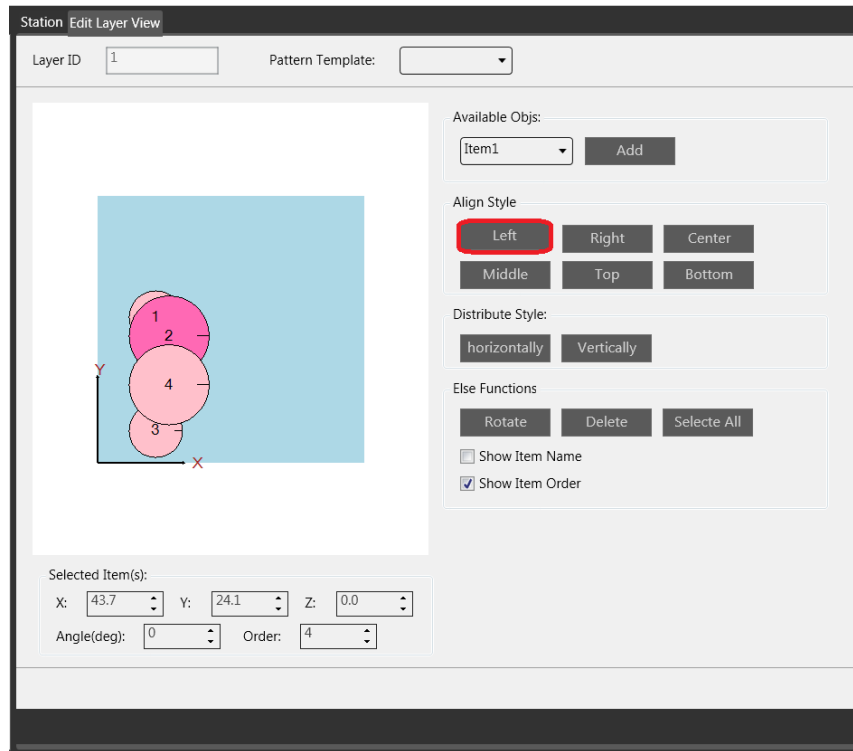 Station Edit Layer View
Layer ID 1 Pattern Template:
Available Objs:
Item1 Add
Align Style
Left Right Center
Middle Top Bottom
Distribute Style:
horizontally Vertically
Else Functions
Rotate Delete Selecte All
Show Item Name
Show Item Order
1
2
Y
4
3
X
Selected Item(s):
X: 43.7 Y: 24.1 Z: 0.0
Angle(deg): 0 Order: 4